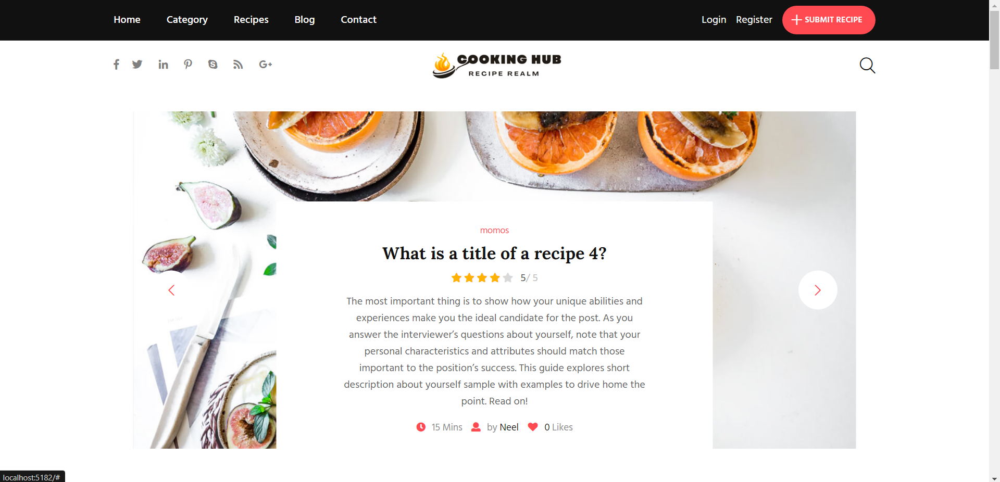 Home Category Recipes Blog Contact Login Register SUBMIT RECIPE
COOKING HUB
RECIPE REALM
momos
What is a title of a recipe 4?
5/ 5
The most important thing is to show how your unique abilities and
experiences make you the ideal candidate for the post. As you
answer the interviewer’s questions about yourself, note that your
personal characteristics and attributes should match those
important to the position’s success. This guide explores short
description about yourself sample with examples to drive home the
point. Read on!
15 Mins by Neel 0 Likes
localhost:5182/#